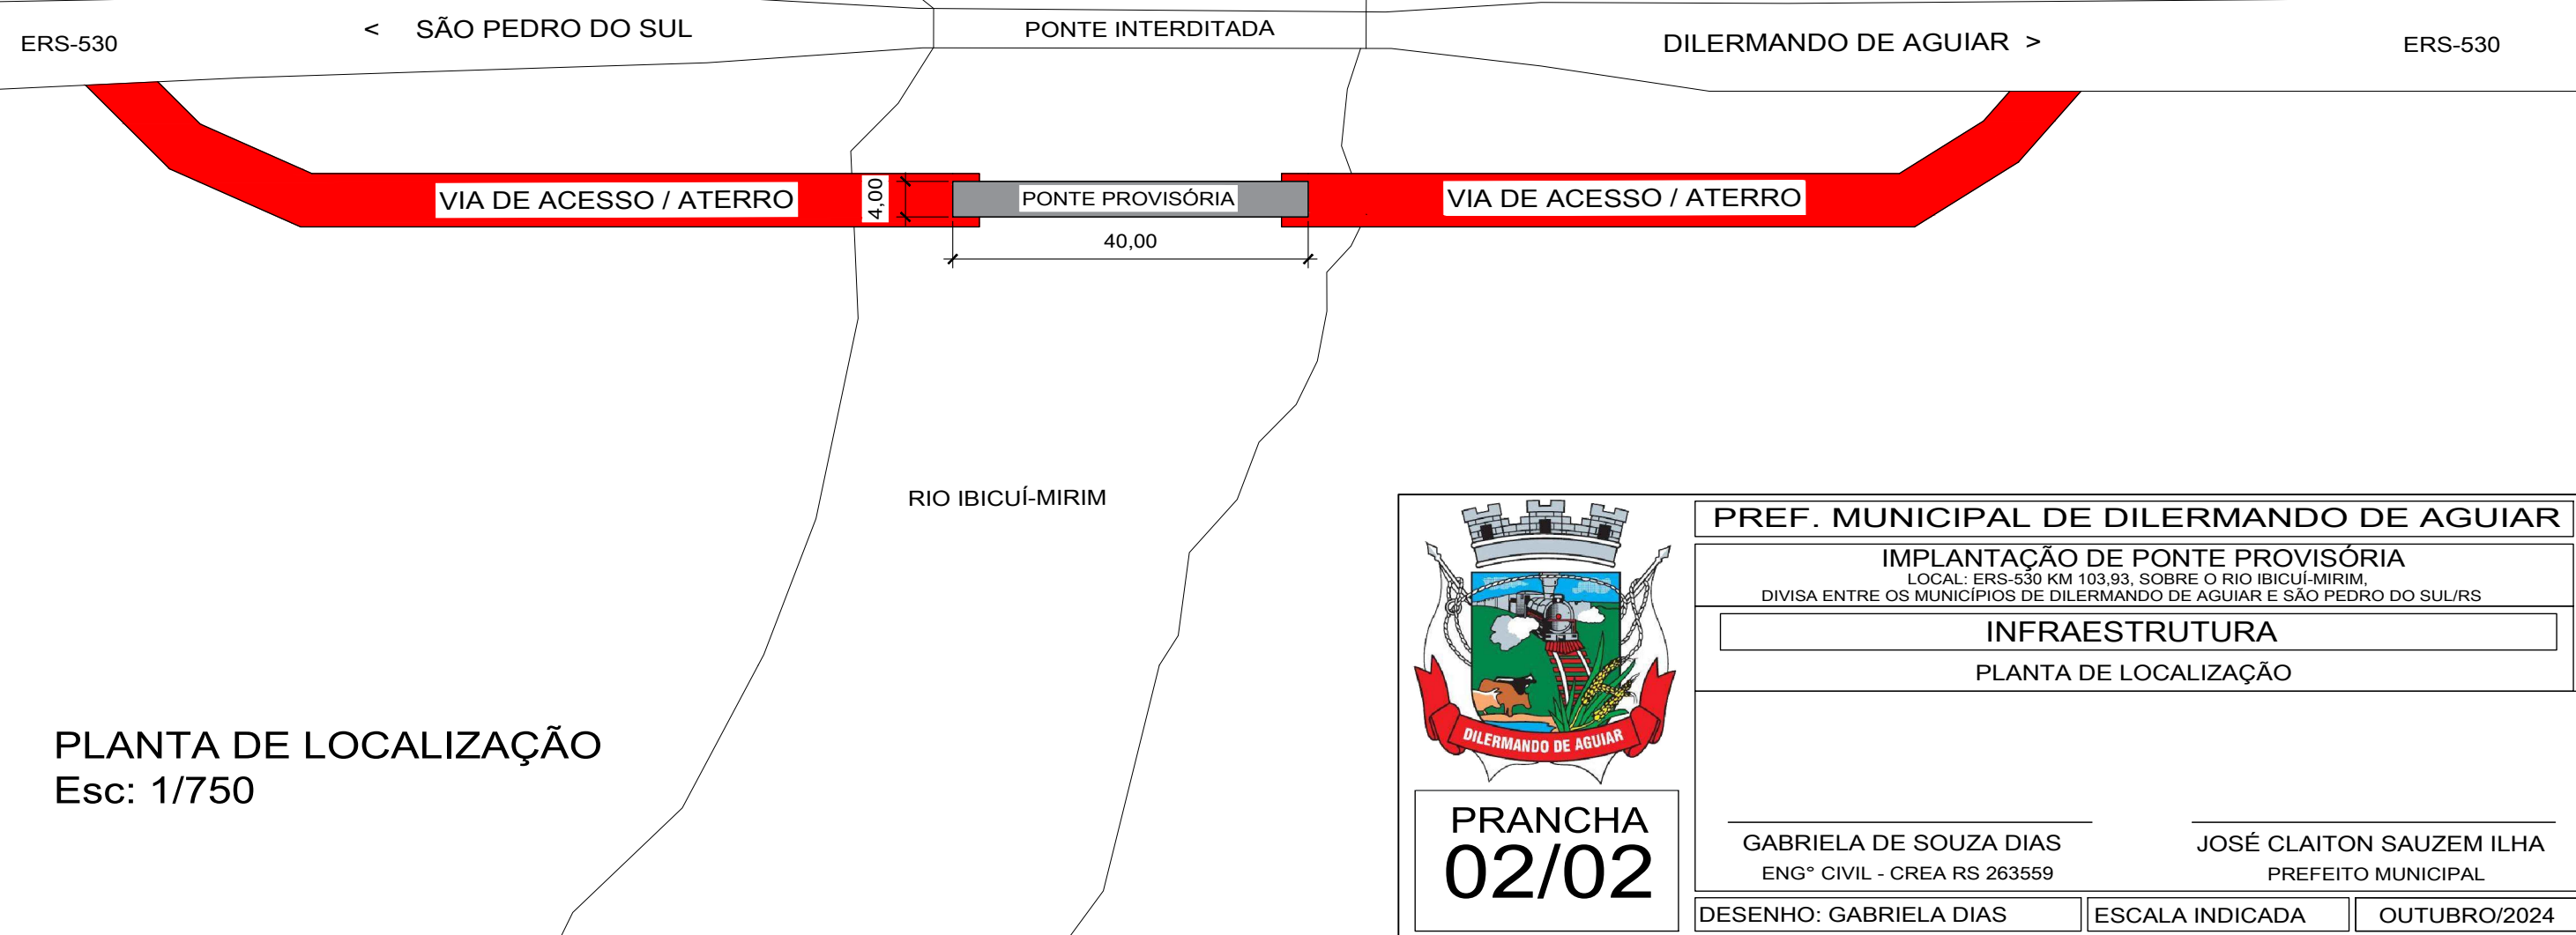 ERS-530
< SÃO PEDRO DO SUL
PONTE INTERDITADA
DILERMANDO DE AGUIAR >
ERS-530
VIA DE ACESSO / ATERRO
4,00
PONTE PROVISÓRIA
VIA DE ACESSO / ATERRO
40,00
RIO IBICUÍ-MIRIM
PLANTA DE LOCALIZAÇÃO
Esc: 1/750
DILERMANDO DE AGUIAR
PRANCHA
02/02
PREF. MUNICIPAL DE DILERMANDO DE AGUIAR
IMPLANTAÇÃO DE PONTE PROVISÓRIA
LOCAL: ERS-530 KM 103,93, SOBRE O RIO IBICUÍ-MIRIM,
DIVISA ENTRE OS MUNICÍPIOS DE DILERMANDO DE AGUIAR E SÃO PEDRO DO SUL/RS
INFRAESTRUTURA
PLANTA DE LOCALIZAÇÃO
GABRIELA DE SOUZA DIAS
ENG° CIVIL - CREA RS 263559
JOSÉ CLAITON SAUZEM ILHA
PREFEITO MUNICIPAL
DESENHO: GABRIELA DIAS
ESCALA INDICADA
OUTUBRO/2024